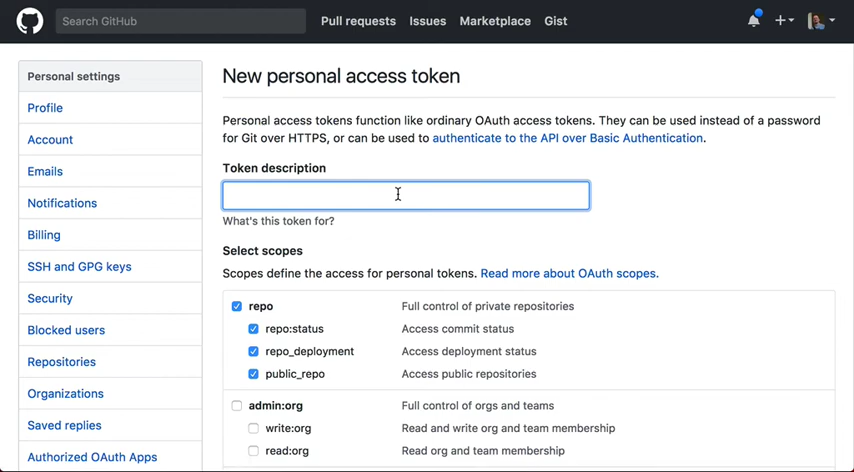 Search GitHub
Pull requests
Issues
Marketplace
Gist
Personal settings
Profile
Account
Emails
Notifications
Billing
SSH and GPG keys
Security
Blocked users
Repositories
Organizations
Saved replies
Authorized OAuth Apps
New personal access token
Personal access tokens function like ordinary OAuth access tokens. They can be used instead of a password
for Git over HTTPS, or can be used to authenticate to the API over Basic Authentication.
Token description
What's this token for?
Select scopes
Scopes define the access for personal tokens. Read more about OAuth scopes.
repo Full control of private repositories
repo:status Access commit status
repo_deployment Access deployment status
public_repo Access public repositories
admin:org Full control of orgs and teams
write:org Read and write org and team membership
read:org Read org and team membership